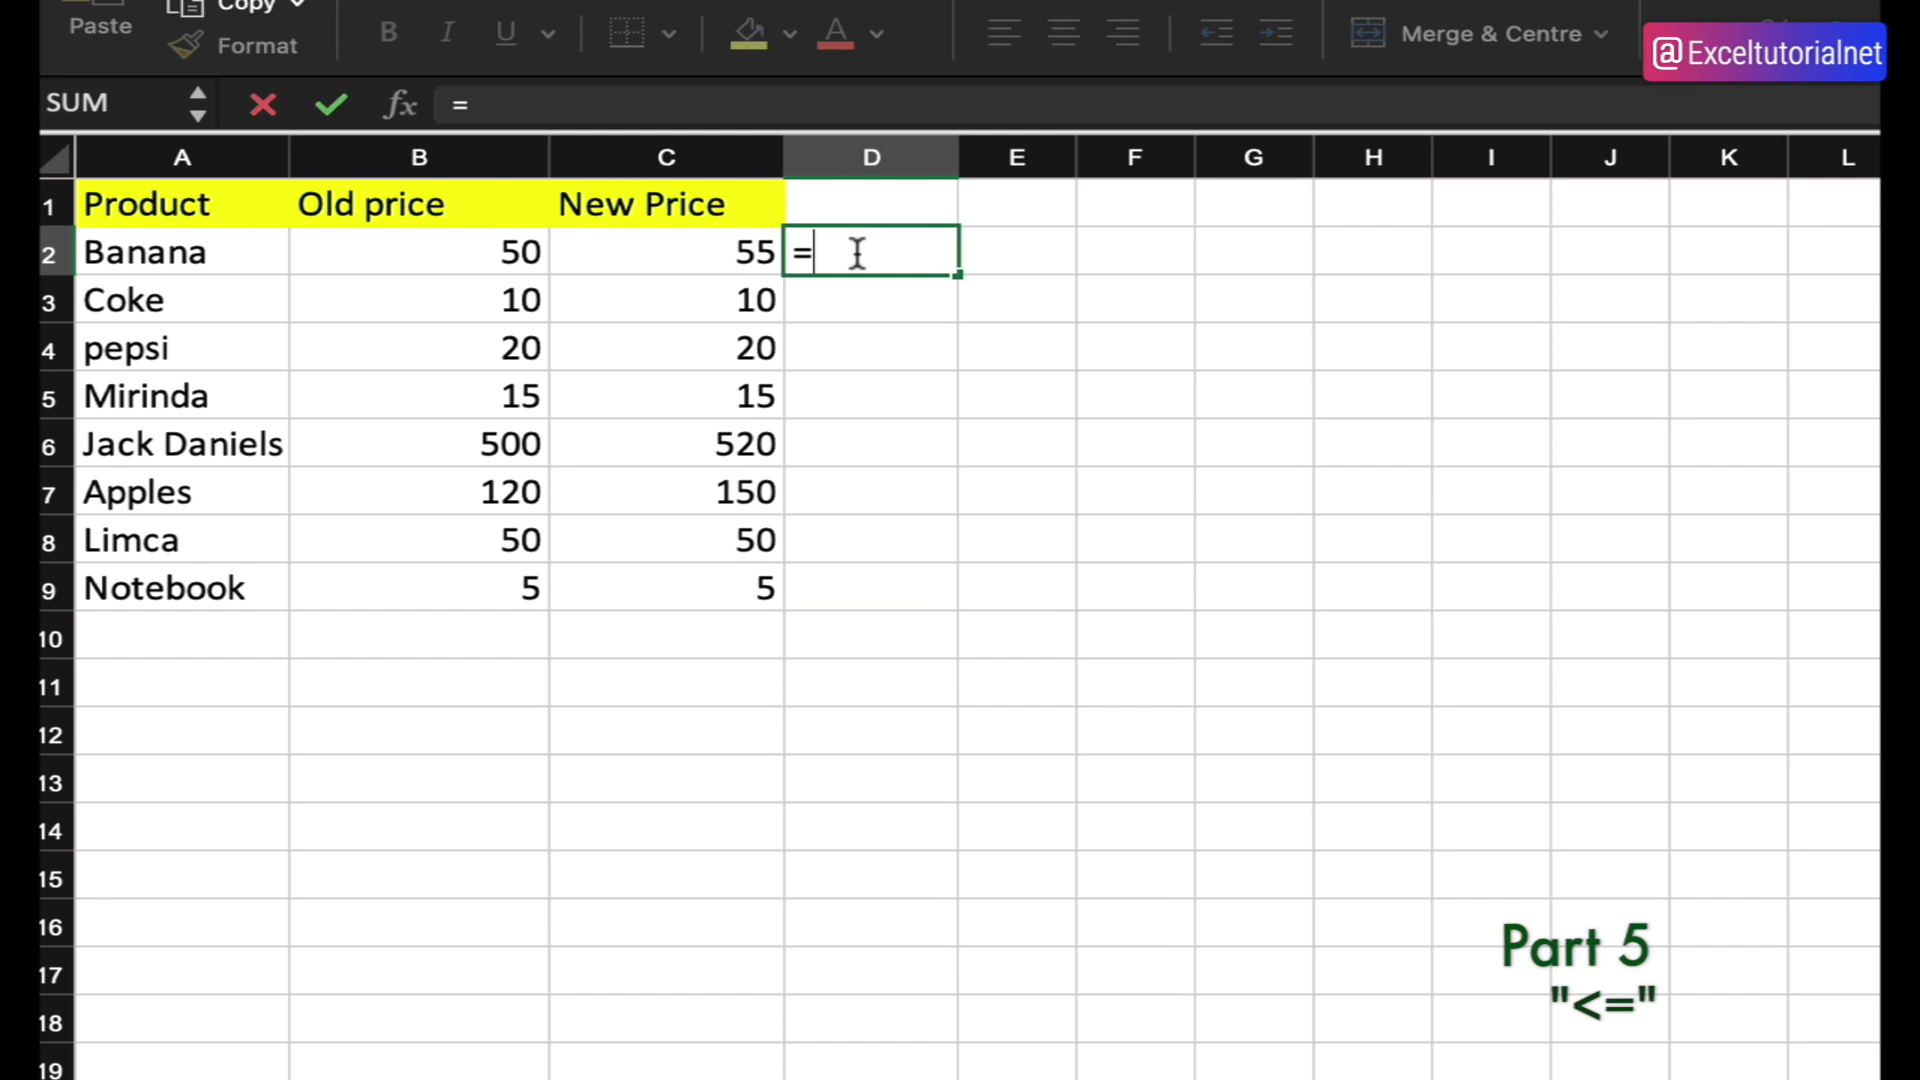 Copy
Paste
Format
B I U A
Merge & Centre
@Exceltutorialnet
SUM fx =
A B C D E F G H I J K L
1 Product Old price New Price
2 Banana 50 55 =
3 Coke 10 10
4 pepsi 20 20
5 Mirinda 15 15
6 Jack Daniels 500 520
7 Apples 120 150
8 Limca 50 50
9 Notebook 5 5
10
11
12
13
14
15
16
17
18
19
Part 5
"<="